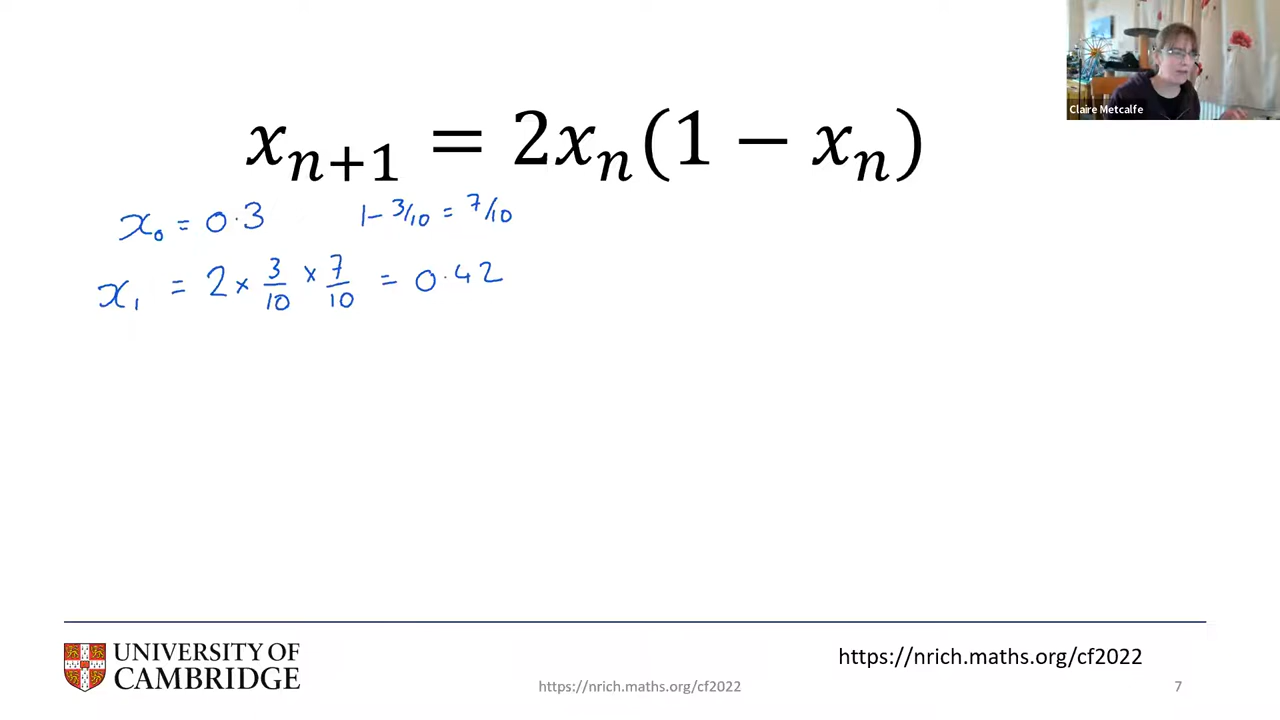 Claire Metcalfe
xₙ₊₁ = 2xₙ(1 − xₙ)
x₀ = 0·3    1 − 3/10 = 7/10
x₁ = 2 × 3/10 × 7/10 = 0·42
UNIVERSITY OF
CAMBRIDGE
https://nrich.maths.org/cf2022
https://nrich.maths.org/cf2022
7